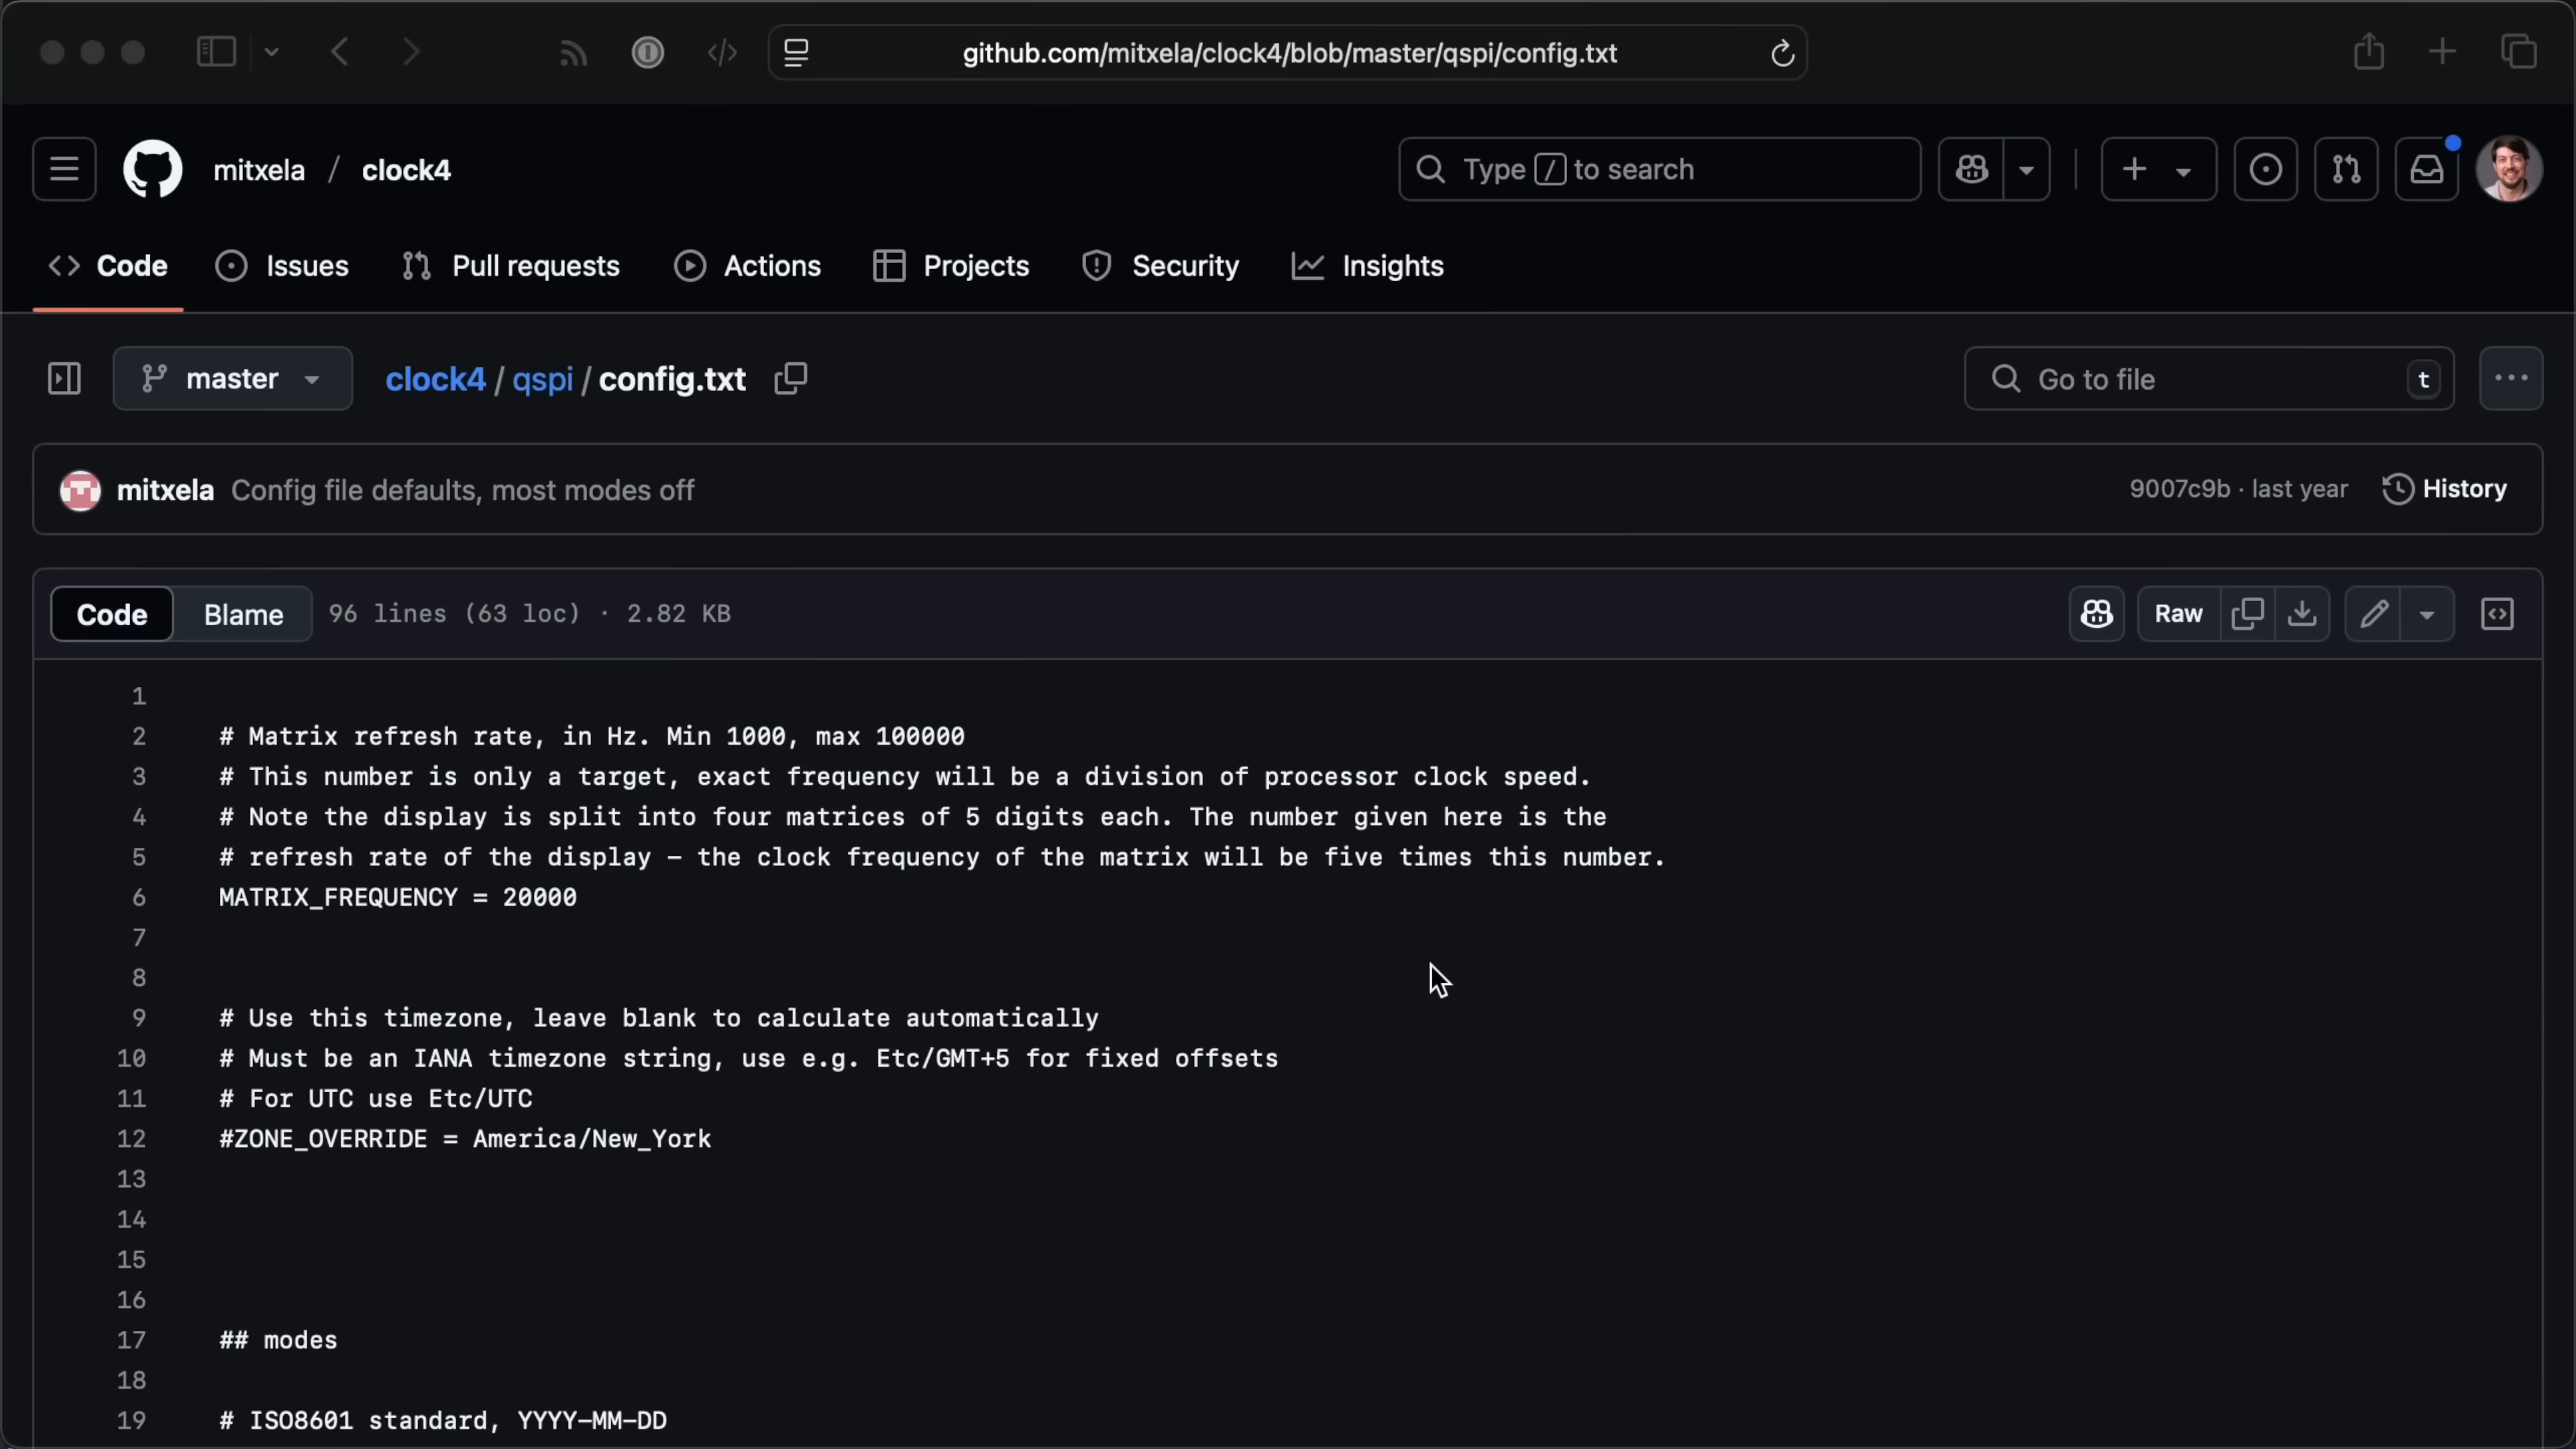 github.com/mitxela/clock4/blob/master/qspi/config.txt
mitxela / clock4
Type / to search
Code
Issues
Pull requests
Actions
Projects
Security
Insights
master
clock4 / qspi / config.txt
Go to file
t
mitxela Config file defaults, most modes off
9007c9b · last year
History
Code
Blame
96 lines (63 loc) · 2.82 KB
Raw
1
2 # Matrix refresh rate, in Hz. Min 1000, max 100000
3 # This number is only a target, exact frequency will be a division of processor clock speed.
4 # Note the display is split into four matrices of 5 digits each. The number given here is the
5 # refresh rate of the display – the clock frequency of the matrix will be five times this number.
6 MATRIX_FREQUENCY = 20000
7
8
9 # Use this timezone, leave blank to calculate automatically
10 # Must be an IANA timezone string, use e.g. Etc/GMT+5 for fixed offsets
11 # For UTC use Etc/UTC
12 #ZONE_OVERRIDE = America/New_York
13
14
15
16
17 ## modes
18
19 # ISO8601 standard, YYYY-MM-DD